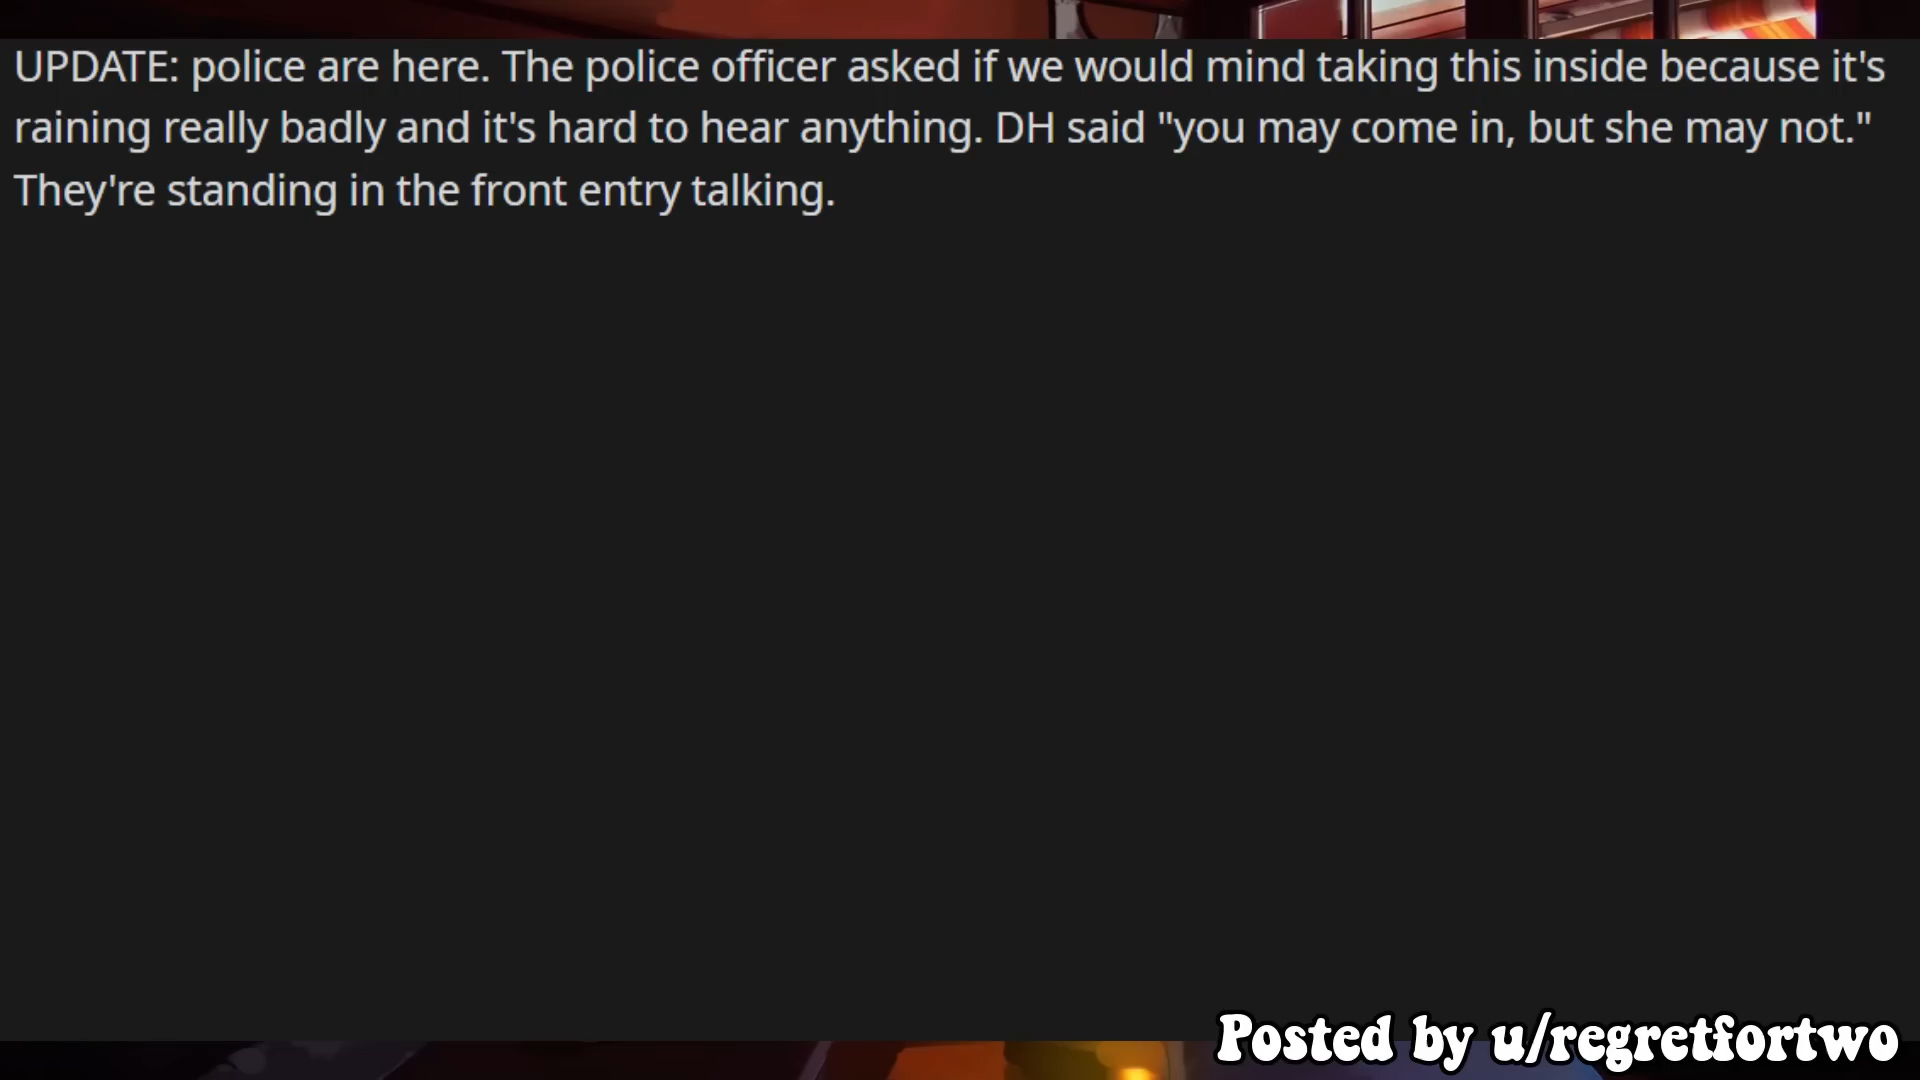 UPDATE: police are here. The police officer asked if we would mind taking this inside because it's
raining really badly and it's hard to hear anything. DH said "you may come in, but she may not."
They're standing in the front entry talking.
Posted by u/regretfortwo